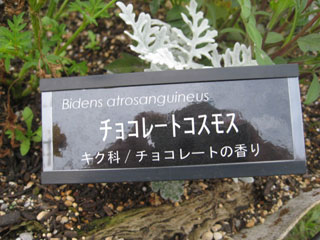 Bidens atrosanguineus
チョコレートコスモス
キク科/チョコレートの香り